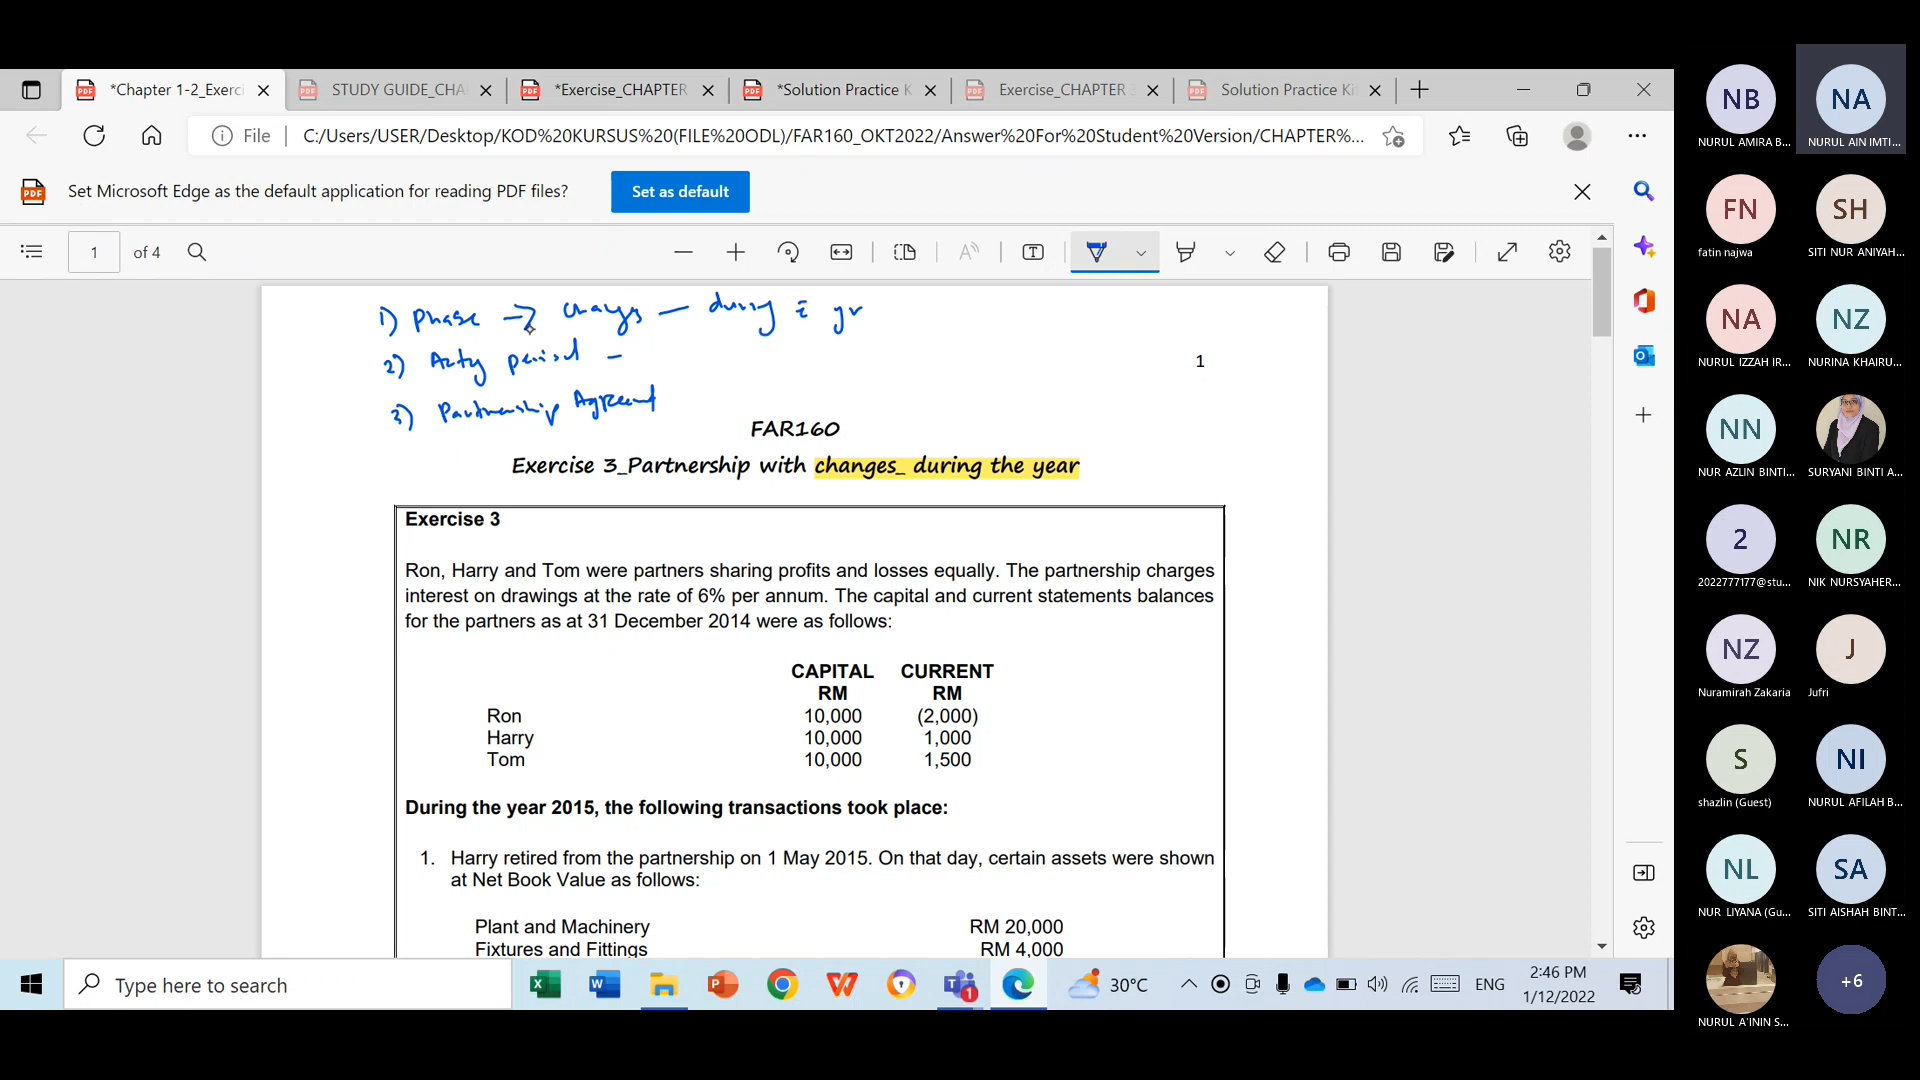 *Chapter 1-2_Exerci
STUDY GUIDE_CHA
*Exercise_CHAPTER
*Solution Practice K
Exercise_CHAPTER 3
Solution Practice Ki
File
C:/Users/USER/Desktop/KOD%20KURSUS%20(FILE%20ODL)/FAR160_OKT2022/Answer%20For%20Student%20Version/CHAPTER%...
Set Microsoft Edge as the default application for reading PDF files?
Set as default
1 of 4
1) Phase → changes — during yr
2) period -
3) Partnership
1
FAR160
Exercise 3_Partnership with changes_ during the year
Exercise 3
Ron, Harry and Tom were partners sharing profits and losses equally. The partnership charges
interest on drawings at the rate of 6% per annum. The capital and current statements balances
for the partners as at 31 December 2014 were as follows:
CAPITAL CURRENT
RM RM
Ron 10,000 (2,000)
Harry 10,000 1,000
Tom 10,000 1,500
During the year 2015, the following transactions took place:
1. Harry retired from the partnership on 1 May 2015. On that day, certain assets were shown
at Net Book Value as follows:
Plant and Machinery RM 20,000
Fixtures and Fittings RM 4,000
Type here to search
1
30°C
ENG
2:46 PM
1/12/2022
NB
NURUL AMIRA B...
NA
NURUL AIN IMTI...
FN
fatin najwa
SH
SITI NUR ANIYAH...
NA
NURUL IZZAH IR...
NZ
NURINA KHAIRU...
NN
NUR AZLIN BINTI...
SURYANI BINTI A...
2
2022777177@stu...
NR
NIK NURSYAHER...
NZ
Nuramirah Zakaria
J
Jufri
S
shazlin (Guest)
NI
NURUL AFILAH B...
NL
NUR LIYANA (Gu...
SA
SITI AISHAH BINT...
NURUL A'ININ S...
+6